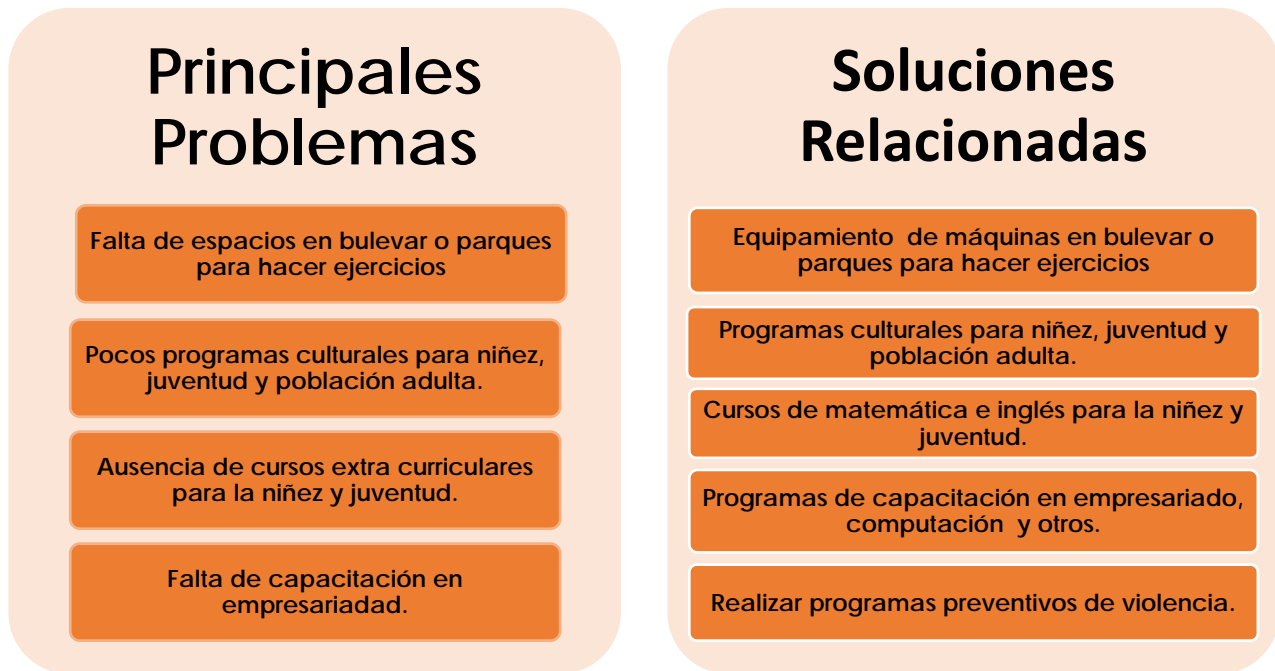 Principales
Problemas
Falta de espacios en bulevar o parques
para hacer ejercicios
Pocos programas culturales para niñez,
juventud y población adulta.
Ausencia de cursos extra curriculares
para la niñez y juventud.
Falta de capacitación en
empresariadad.
Soluciones
Relacionadas
Equipamiento de máquinas en bulevar o
parques para hacer ejercicios
Programas culturales para niñez, juventud y
población adulta.
Cursos de matemática e inglés para la niñez y
juventud.
Programas de capacitación en empresariado,
computación y otros.
Realizar programas preventivos de violencia.